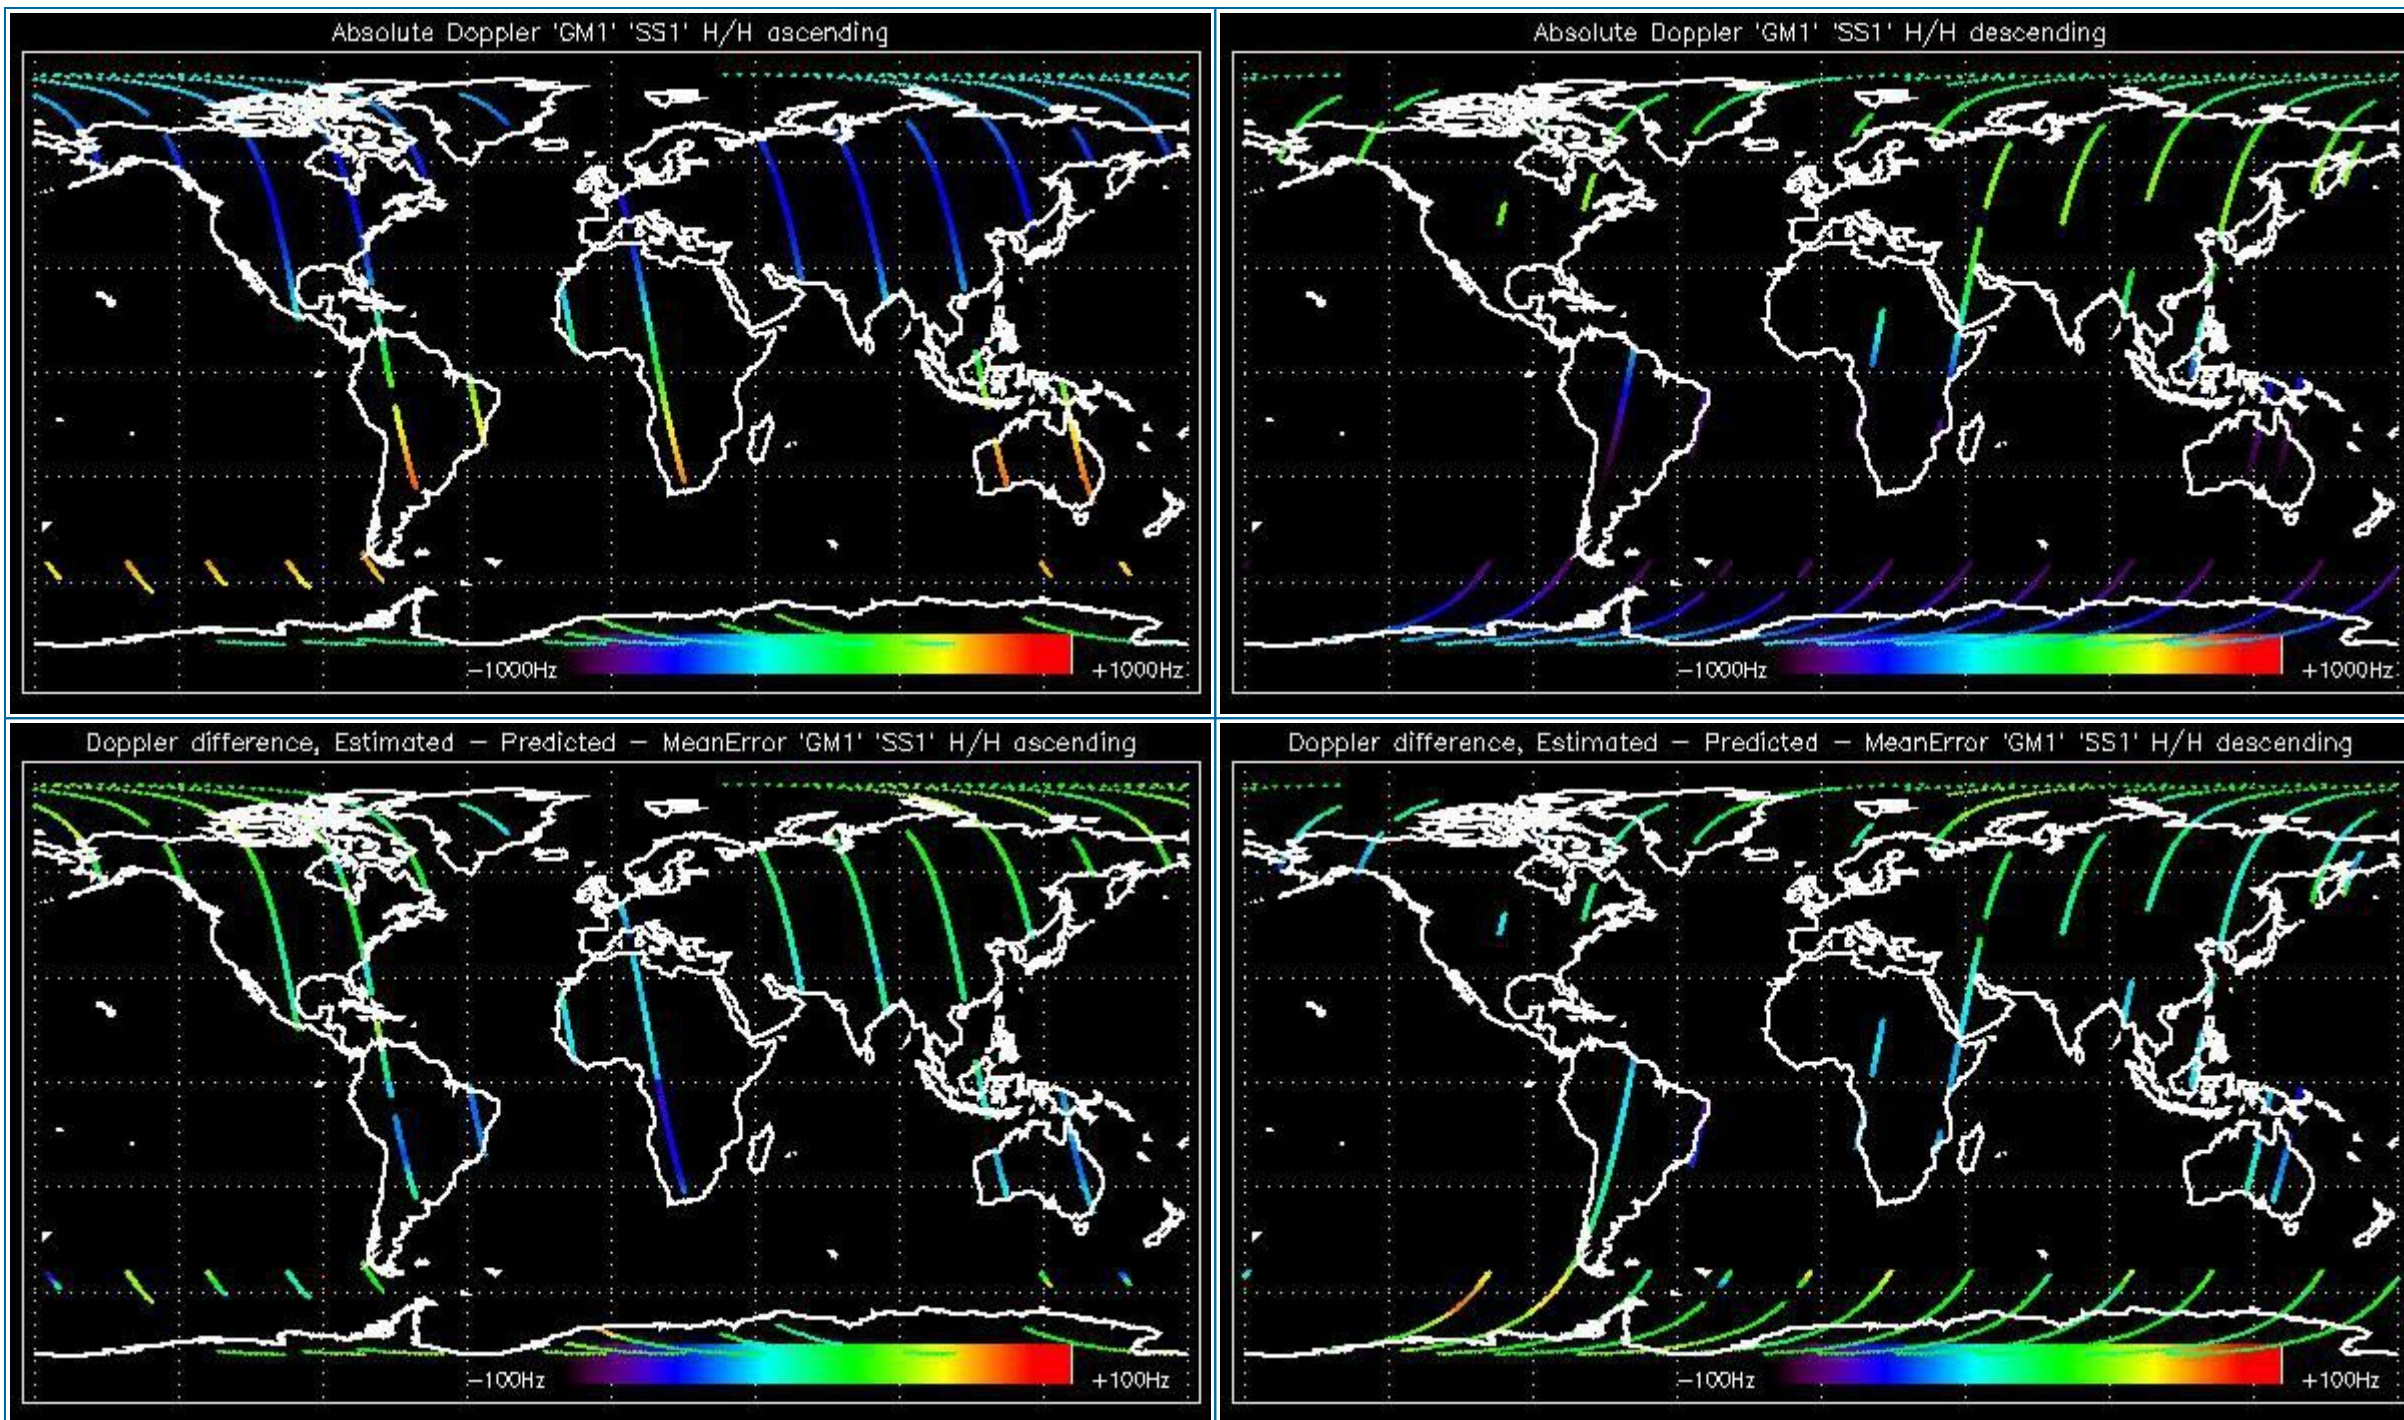 Absolute Doppler 'GM1' 'SS1' H/H ascending
-1000Hz
+1000Hz
Absolute Doppler 'GM1' 'SS1' H/H descending
-1000Hz
+1000Hz
Doppler difference, Estimated - Predicted - MeanError 'GM1' 'SS1' H/H ascending
-100Hz
+100Hz
Doppler difference, Estimated - Predicted - MeanError 'GM1' 'SS1' H/H descending
-100Hz
+100Hz